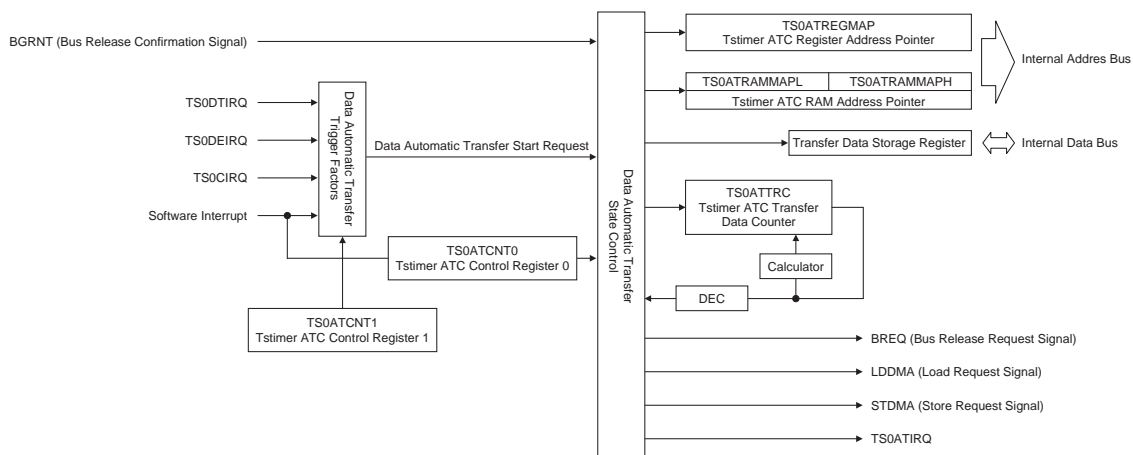 BGRNT (Bus Release Confirmation Signal)
TS0DTIRQ
TS0DEIRQ
TS0CIRQ
Software Interrupt
Data Automatic Transfer
Trigger Factors
Data Automatic Transfer Start Request
TS0ATCNT0
Tstimer ATC Control Register 0
TS0ATCNT1
Tstimer ATC Control Register 1
Data Automatic Transfer
State Control
TS0ATREGMAP
Tstimer ATC Register Address Pointer
TS0ATRAMMAPL
TS0ATRAMMAPH
Tstimer ATC RAM Address Pointer
Internal Addres Bus
Transfer Data Storage Register
Internal Data Bus
TS0ATTRC
Tstimer ATC Transfer
Data Counter
Calculator
DEC
BREQ (Bus Release Request Signal)
LDDMA (Load Request Signal)
STDMA (Store Request Signal)
TS0ATIRQ